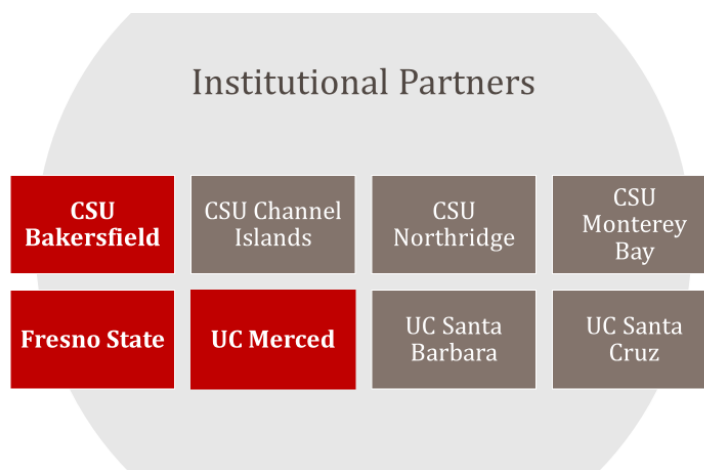 Institutional Partners
CSU
Bakersfield
CSU Channel
Islands
CSU
Northridge
CSU
Monterey
Bay
Fresno State
UC Merced
UC Santa
Barbara
UC Santa
Cruz